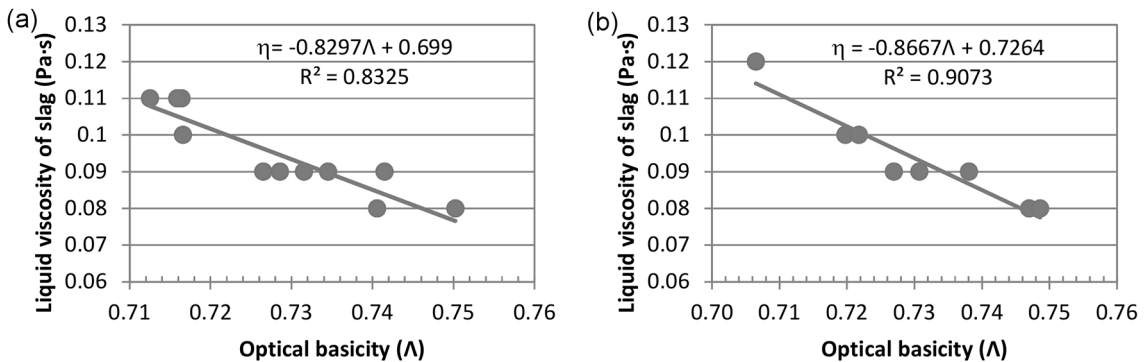 (a)
Liquid viscosity of slag (Pa·s)
0.13
0.12
0.11
0.1
0.09
0.08
0.07
0.06
η= -0.8297Λ + 0.699
R² = 0.8325
0.71 0.72 0.73 0.74 0.75 0.76
Optical basicity (Λ)
(b)
Liquid viscosity of slag (Pa·s)
0.13
0.12
0.11
0.1
0.09
0.08
0.07
0.06
η = -0.8667Λ + 0.7264
R² = 0.9073
0.70 0.71 0.72 0.73 0.74 0.75 0.76
Optical basicity (Λ)